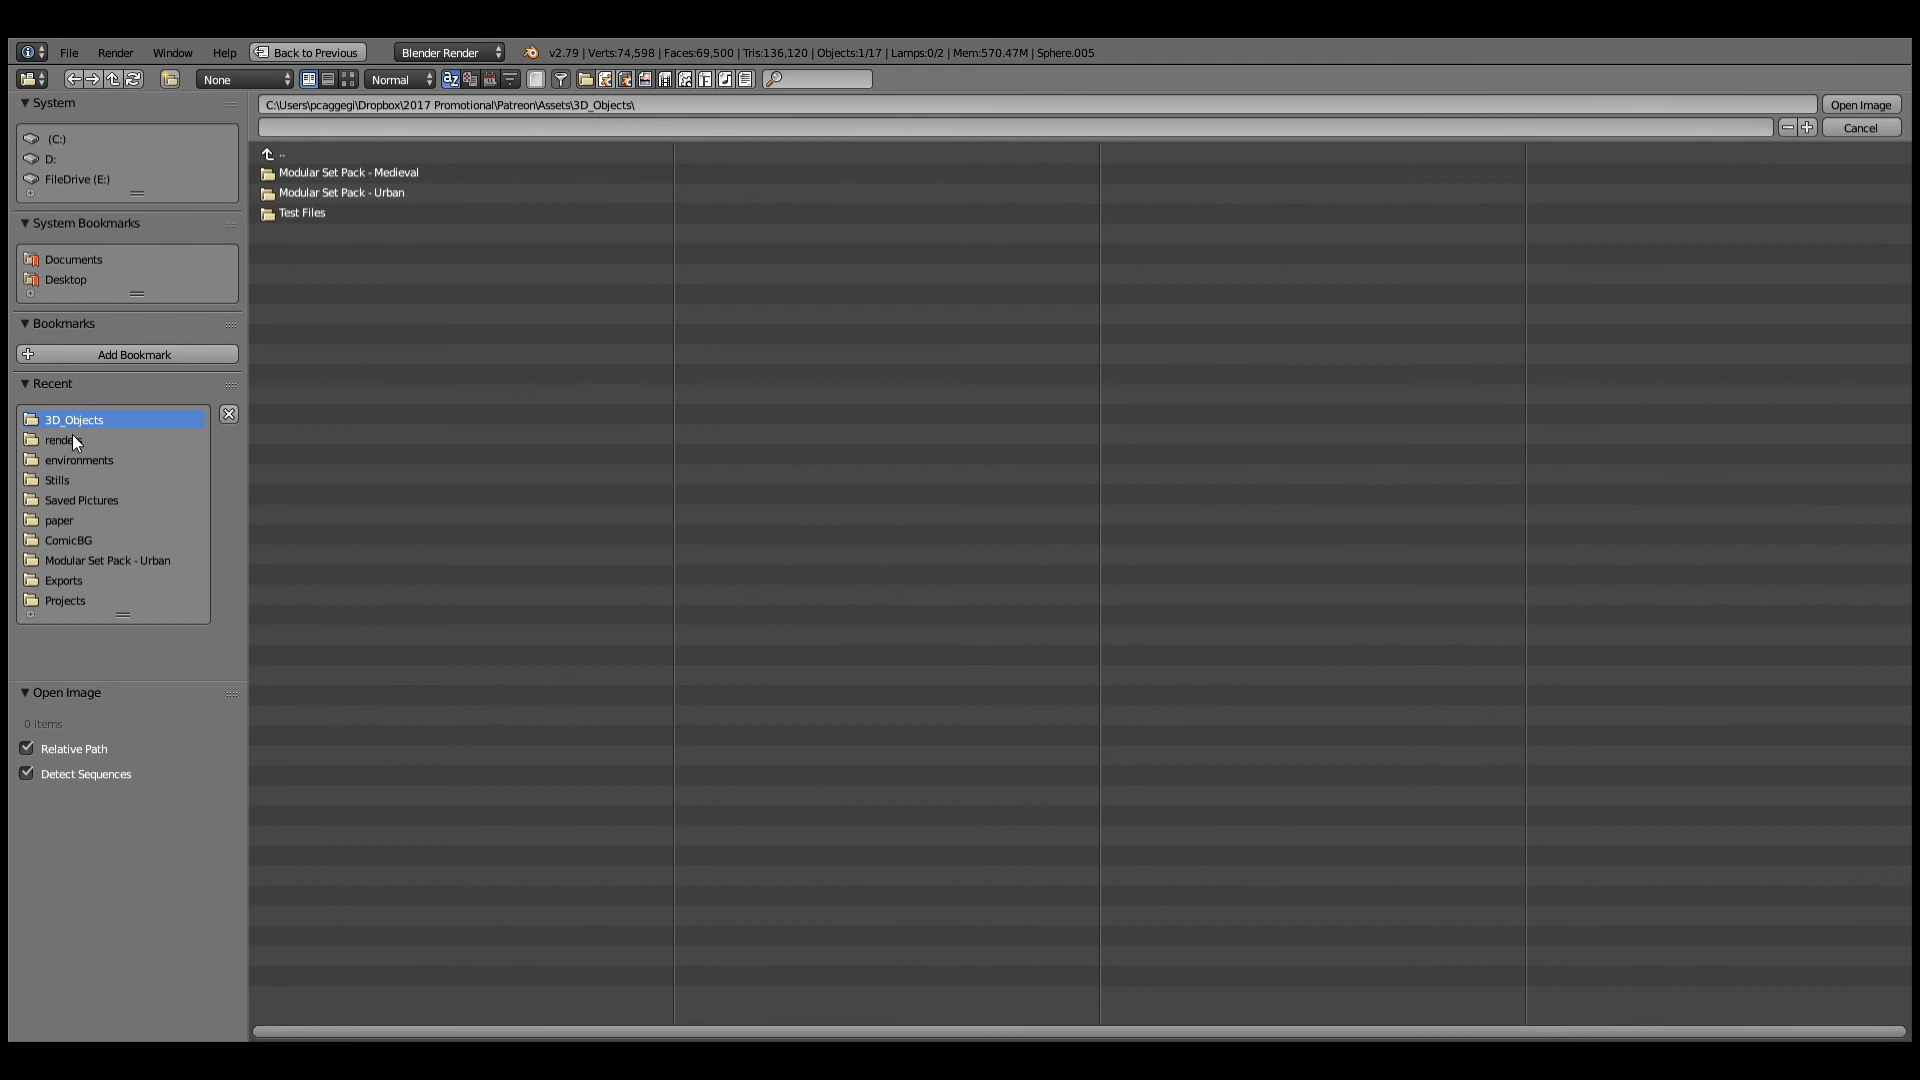 File Render Window Help Back to Previous Blender Render v2.79 | Verts:74,598 | Faces:69,500 | Tris:136,120 | Objects:1/17 | Lamps:0/2 | Mem:570.47M | Sphere.005
None Normal
System
(C:)
D:
FileDrive (E:)
System Bookmarks
Documents
Desktop
Bookmarks
Add Bookmark
Recent
3D_Objects
environments
Stills
Saved Pictures
paper
ComicBG
Modular Set Pack - Urban
Exports
Projects
Open Image
0 items
Relative Path
Detect Sequences
C:\Users\pcaggegi\Dropbox\2017 Promotional\Patreon\Assets\3D_Objects\ Open Image
Cancel
..
Modular Set Pack - Medieval
Modular Set Pack - Urban
Test Files